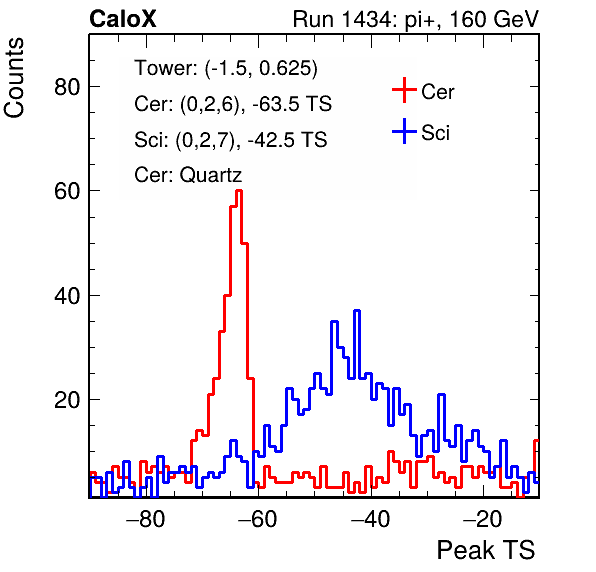 CaloX Run 1434: pi+, 160 GeV
Counts
Tower: (-1.5, 0.625)
Cer: (0,2,6), -63.5 TS
Sci: (0,2,7), -42.5 TS
Cer: Quartz
Cer
Sci
80
60
40
20
−80 −60 −40 −20
Peak TS